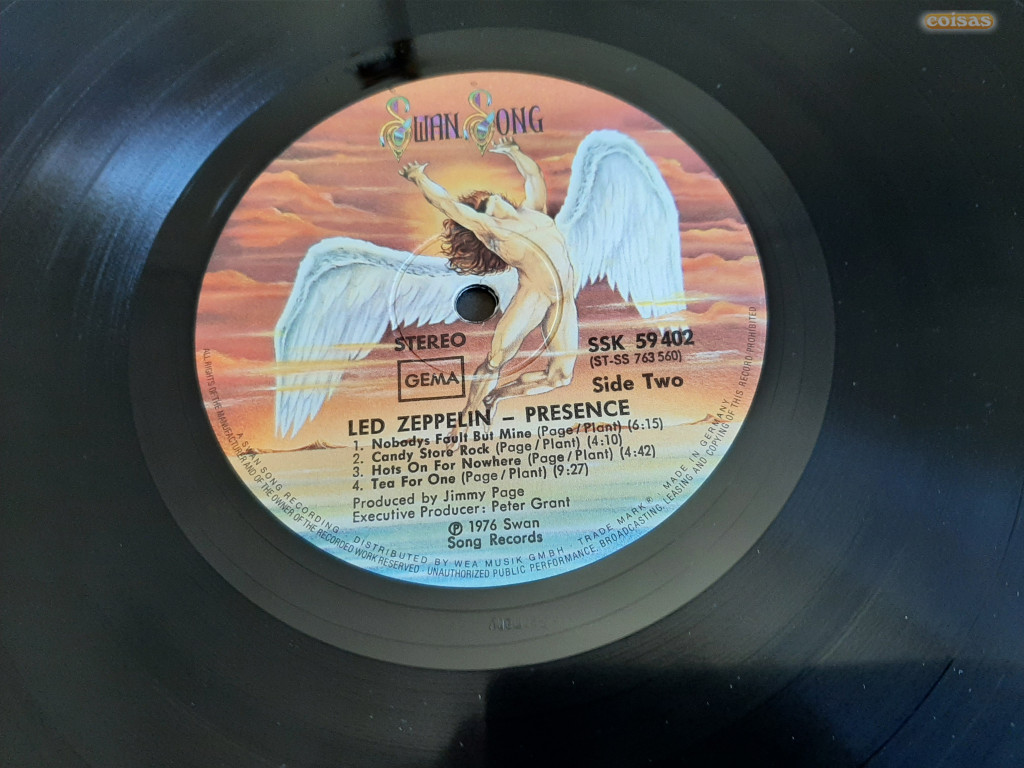 coisas
SWAN SONG
STEREO
GEMA
SSK 59 402
(ST-SS 763 560)
Side Two
LED ZEPPELIN – PRESENCE
1. Nobodys Fault But Mine (Page/Plant) (6:15)
2. Candy Store Rock (Page/Plant) (4:10)
3. Hots On For Nowhere (Page/Plant) (4:42)
4. Tea For One (Page/Plant) (9:27)
Produced by Jimmy Page
Executive Producer: Peter Grant
℗ 1976 Swan
Song Records
A SWAN SONG RECORDING DISTRIBUTED BY WEA MUSIK GMBH TRADE MARK ® MADE IN GERMANY
ALL RIGHTS OF THE MANUFACTURER AND OF THE OWNER OF THE RECORDED WORK RESERVED · UNAUTHORIZED PUBLIC PERFORMANCE, BROADCASTING, LEASING AND COPYING OF THIS RECORD PROHIBITED